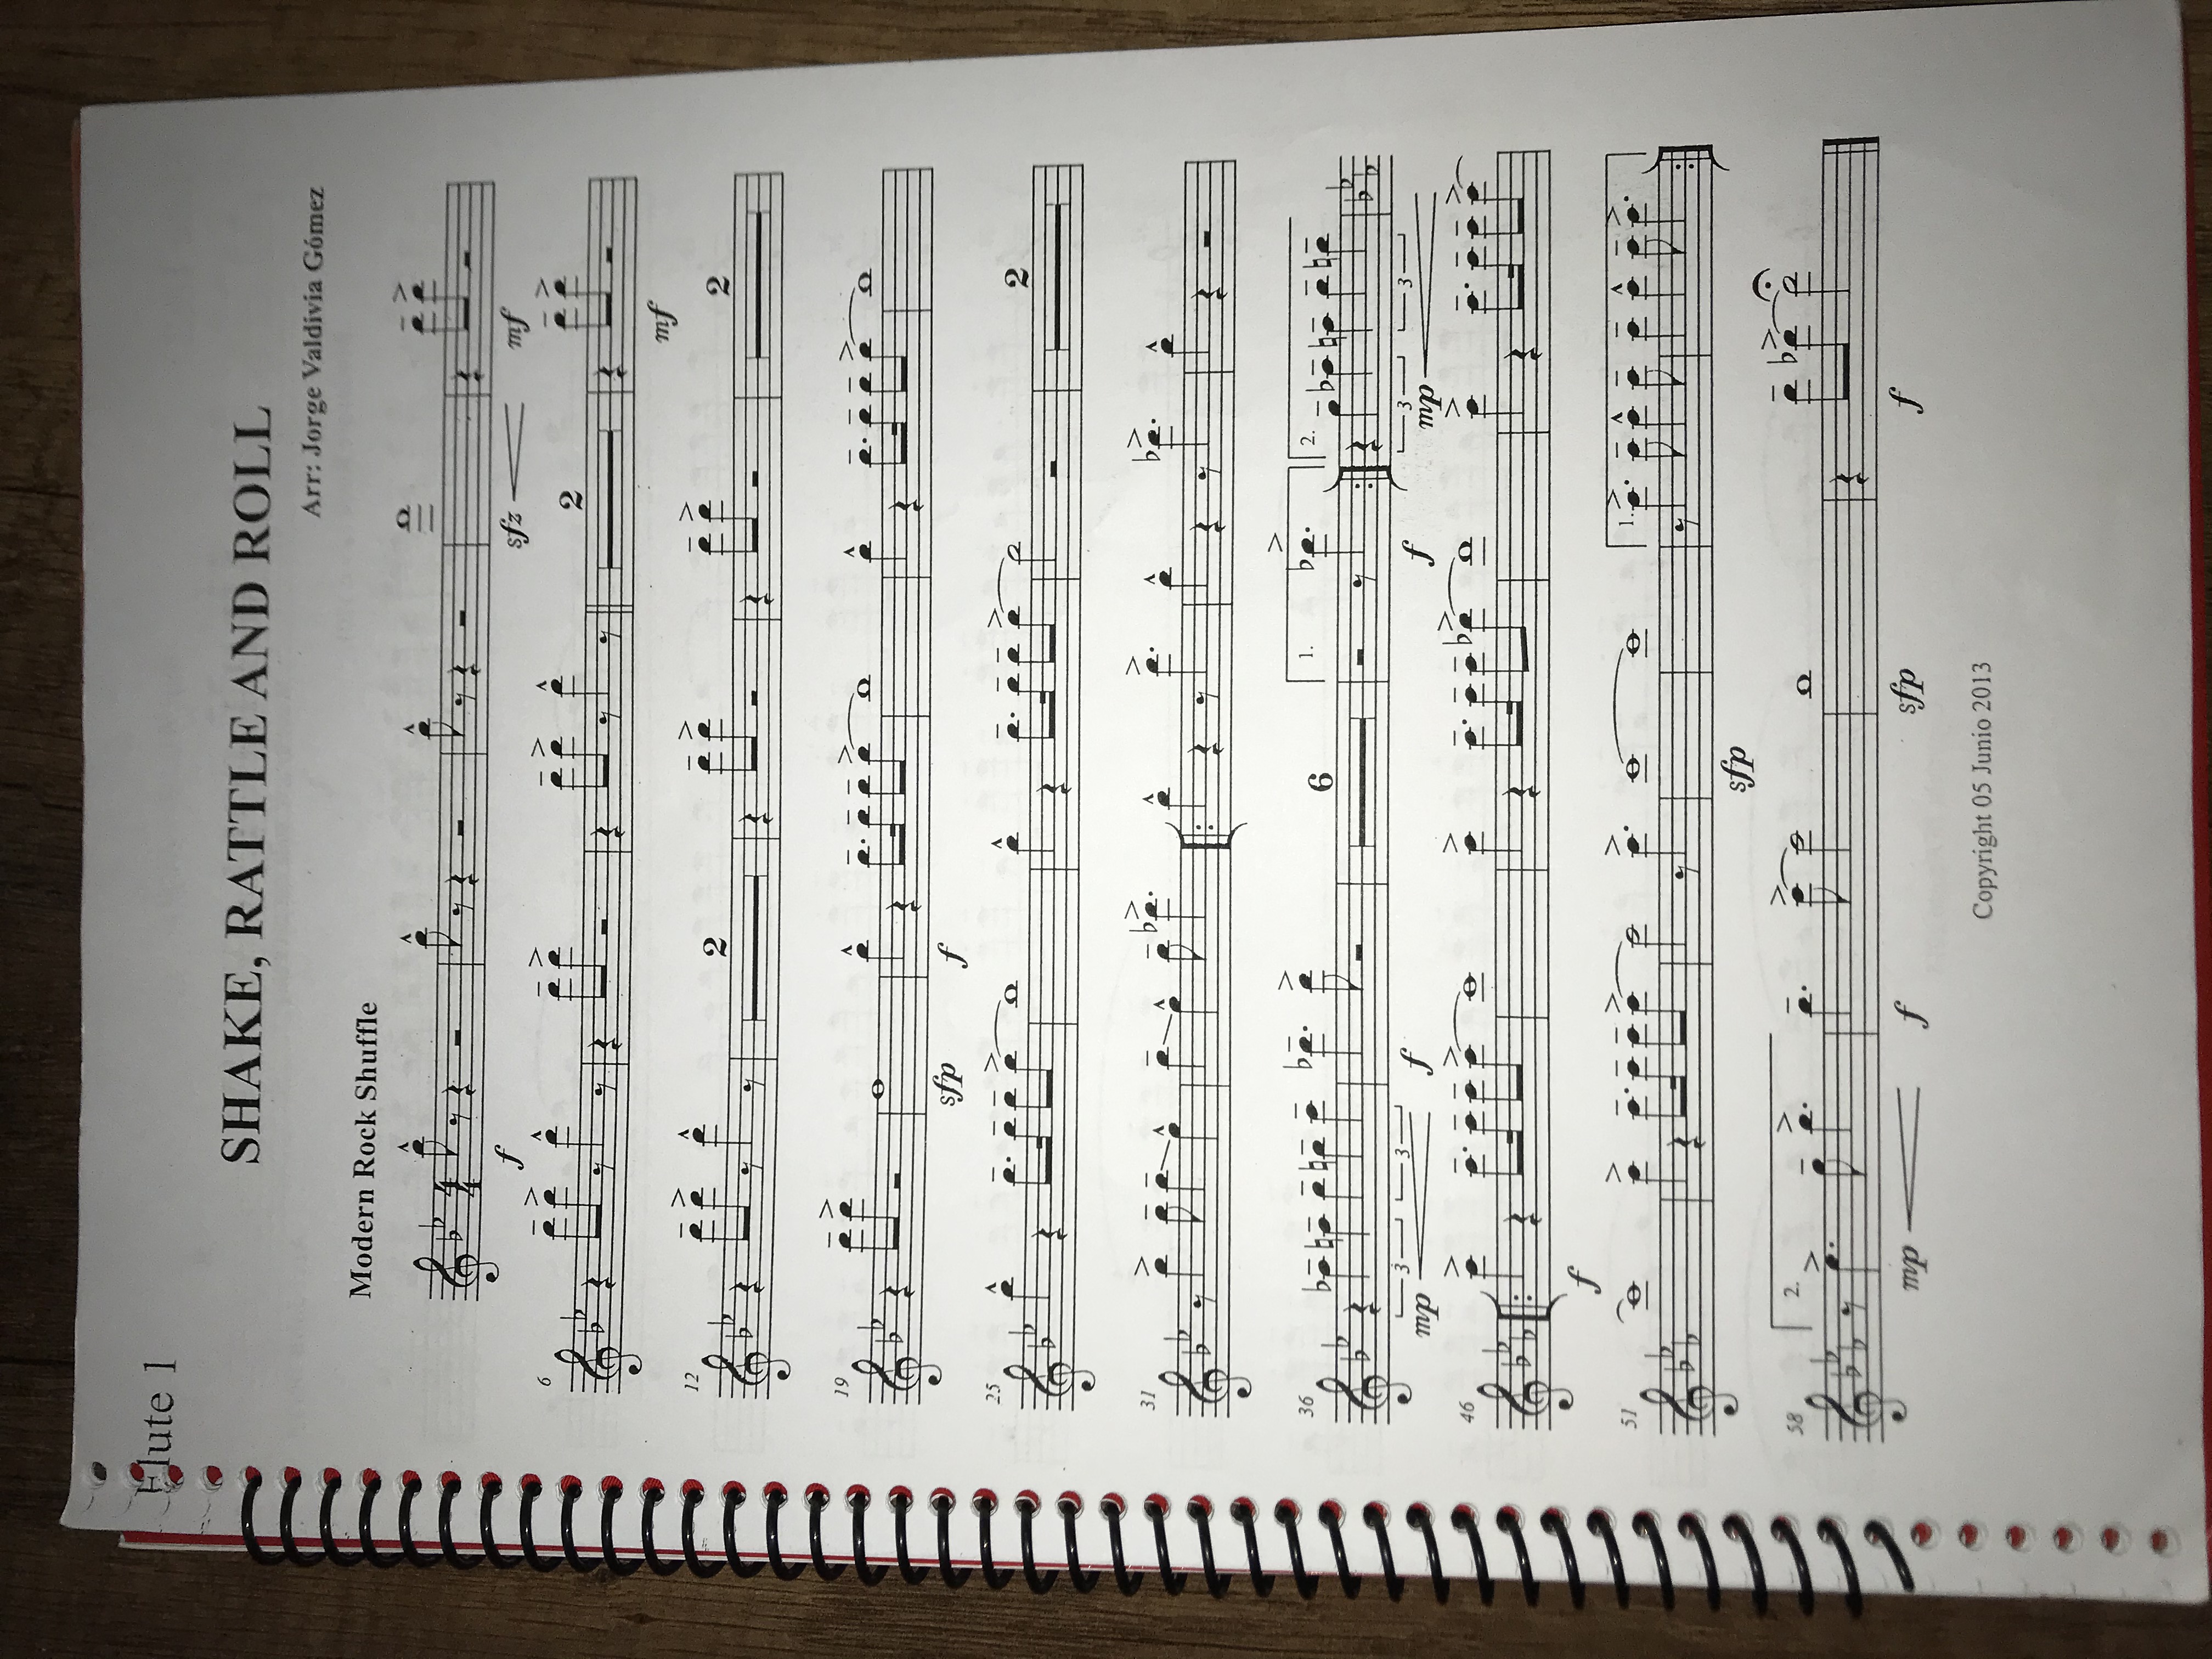 Flute 1
SHAKE, RATTLE AND ROLL
Arr: Jorge Valdivia Gómez
Modern Rock Shuffle
4
4
f
sfz
mf
6
2
mf
12
2
2
19
sfp
f
25
2
31
36
6
1.
2.
3
3
3
3
mp
f
f
mp
46
f
51
1.
sfp
58
2.
mp
f
sfp
f
Copyright 05 Junio 2013